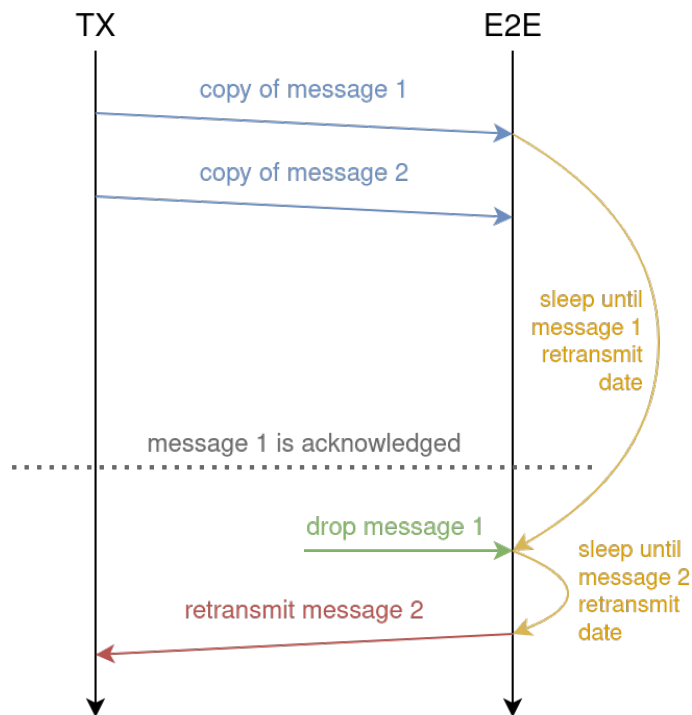 TX
E2E
copy of message 1
copy of message 2
sleep until
message 1
retransmit
date
message 1 is acknowledged
drop message 1
sleep until
message 2
retransmit
date
retransmit message 2